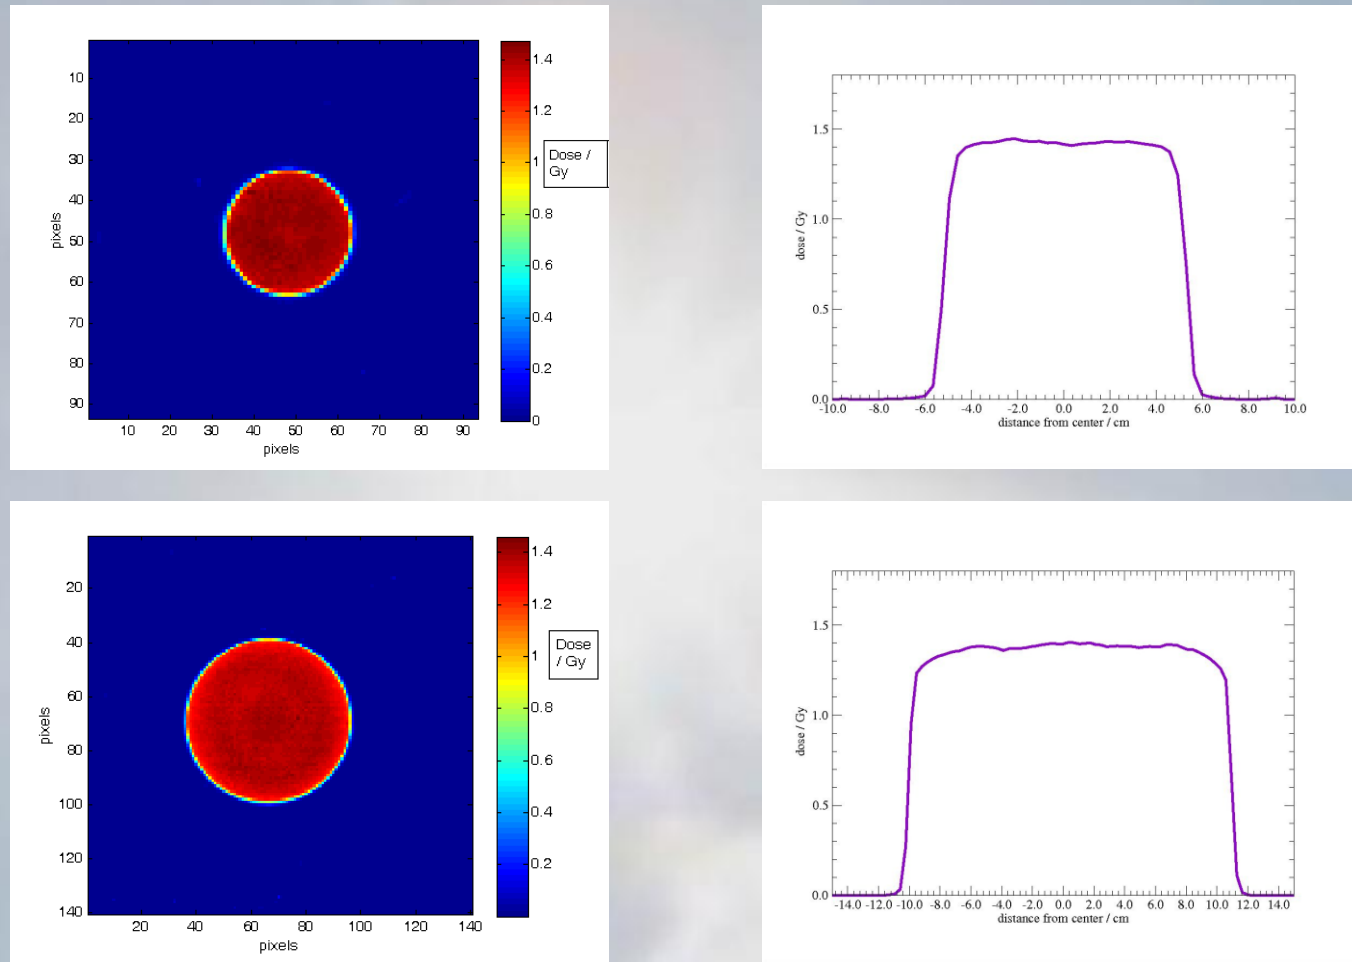 10
20
30
40
50
60
70
80
90
pixels
10 20 30 40 50 60 70 80 90
pixels
1.4
1.2
1
0.8
0.6
0.4
0.2
0
Dose /
Gy
1.5
1.0
0.5
0.0
dose / Gy
-10.0 -8.0 -6.0 -4.0 -2.0 0.0 2.0 4.0 6.0 8.0 10.0
distance from center / cm
20
40
60
80
100
120
140
pixels
20 40 60 80 100 120 140
pixels
1.4
1.2
1
0.8
0.6
0.4
0.2
Dose
/ Gy
1.5
1.0
0.5
0.0
dose / Gy
-14.0 -12.0 -10.0 -8.0 -6.0 -4.0 -2.0 0.0 2.0 4.0 6.0 8.0 10.0 12.0 14.0
distance from center / cm